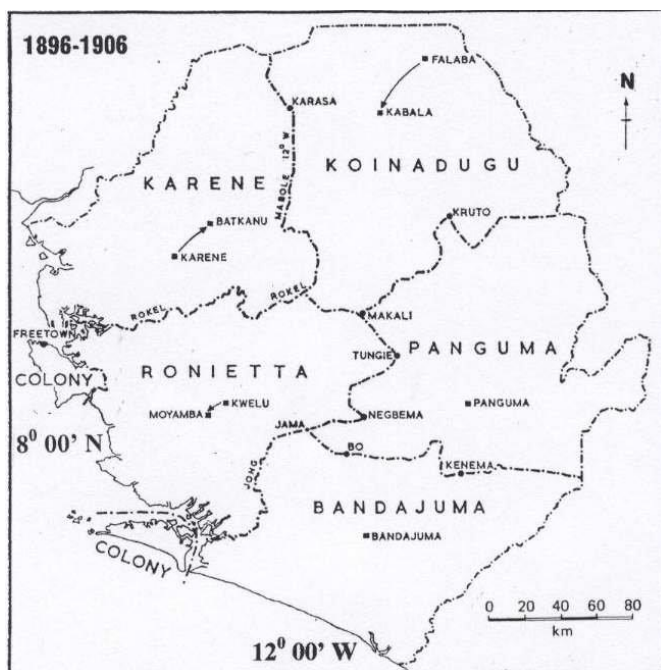 1896-1906
FALABA
N
KARASA
KABALA
MABOLE 12⁰ W
KARENE
KOINADUGU
BATKANU
KRUTO
KARENE
ROKEL
ROKEL
MAKALI
FREETOWN
TUNGIE
PANGUMA
RONIETTA
COLONY
KWELU
PANGUMA
MOYAMBA
NEGBEMA
JAMA
8⁰ 00' N
BO
KENEMA
JONG
BANDAJUMA
BANDAJUMA
COLONY
0 20 40 60 80
km
12⁰ 00' W